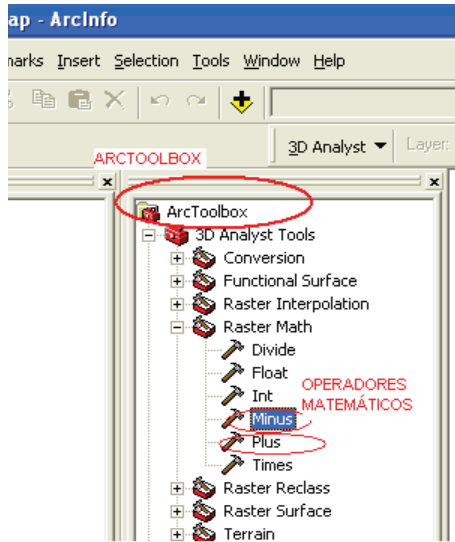 ap - ArcInfo
marks Insert Selection Tools Window Help
3D Analyst Layer:
ARCTOOLBOX
ArcToolbox
3D Analyst Tools
Conversion
Functional Surface
Raster Interpolation
Raster Math
Divide
Float
Int
OPERADORES
MATEMÁTICOS
Minus
Plus
Times
Raster Reclass
Raster Surface
Terrain